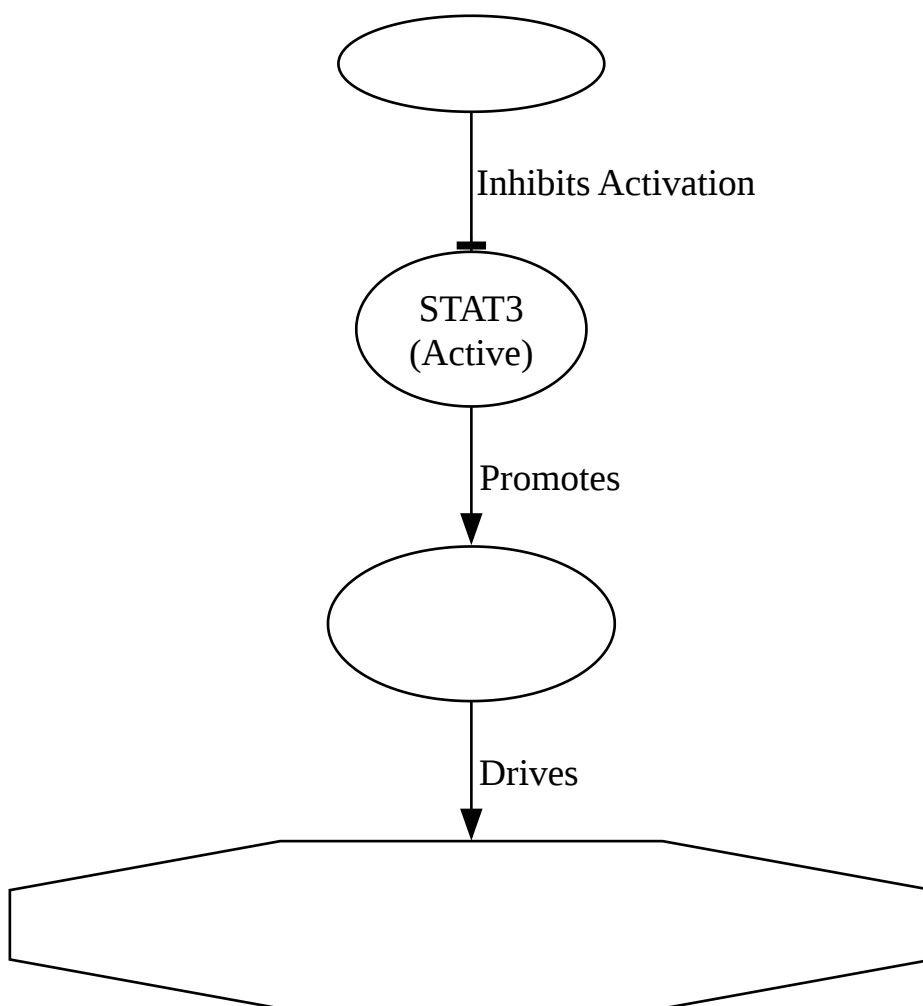 Inhibits Activation
STAT3
(Active)
Promotes
Drives